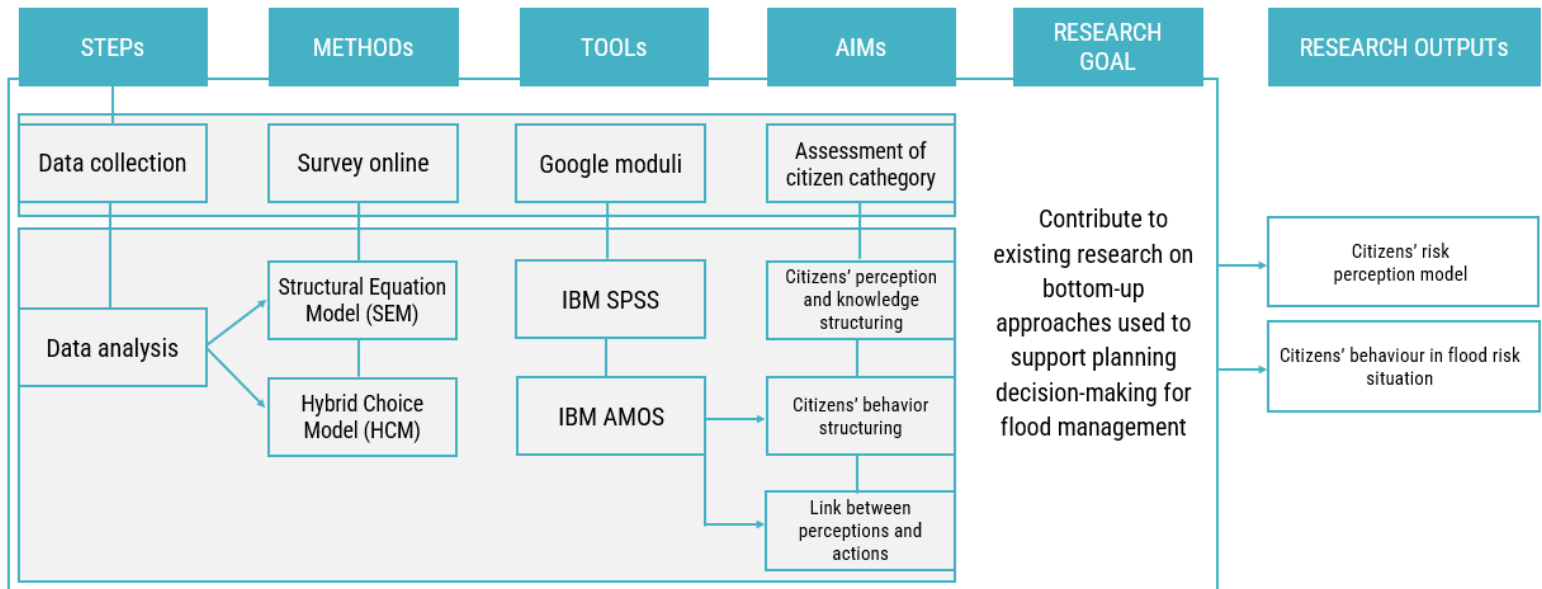 STEPs
METHODs
TOOLs
AIMs
RESEARCH
GOAL
RESEARCH OUTPUTs
Data collection
Survey online
Google moduli
Assessment of
citizen cathegory
Data analysis
Structural Equation
Model (SEM)
Hybrid Choice
Model (HCM)
IBM SPSS
IBM AMOS
Citizens’ perception
and knowledge
structuring
Citizens’ behavior
structuring
Link between
perceptions and
actions
Contribute to
existing research on
bottom-up
approaches used to
support planning
decision-making for
flood management
Citizens’ risk
perception model
Citizens’ behaviour in flood risk
situation